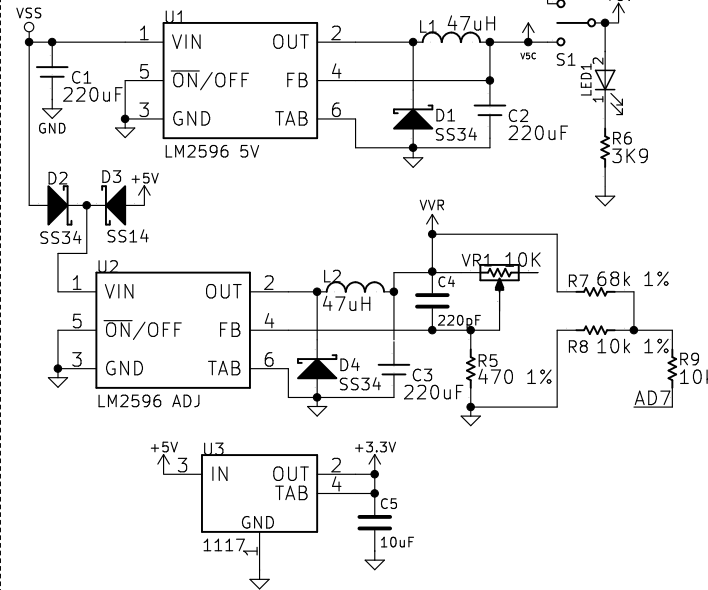 VSS
U1
1 VIN OUT 2
5 ON/OFF FB 4
3 GND TAB 6
LM2596 5V
C1
220uF
GND
L1 47uH
D1
SS34
C2
220uF
V5C
S1
LED1
1 2
R6
3K9
D2
SS34
D3
SS14
+5V
U2
1 VIN OUT 2
5 ON/OFF FB 4
3 GND TAB 6
LM2596 ADJ
L2
47uH
D4
SS34
C3
220uF
VVR
C4
220pF
VR1 10K
R5
470 1%
R7 68k 1%
R8 10k 1%
R9
AD7
+5V
U3
3 IN OUT 2
TAB 4
GND
1
1117
+3.3V
C5
10uF